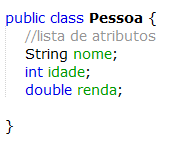 public class Pessoa {
//lista de atributos
String nome;
int idade;
double renda;
}